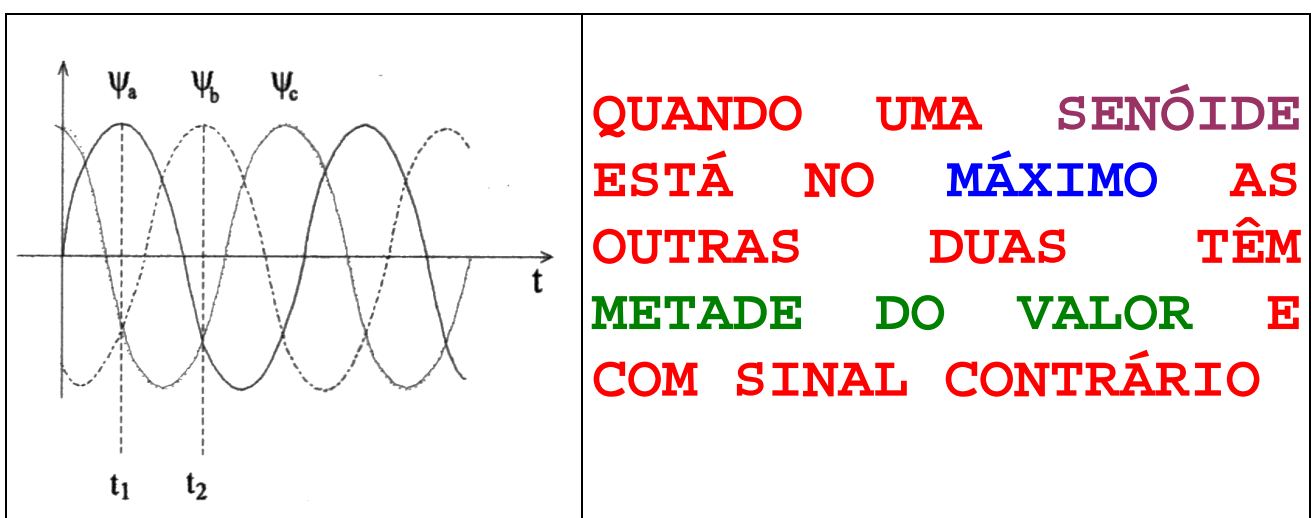 Ψa Ψb Ψc
t
t1 t2
QUANDO UMA SENÓIDE
ESTÁ NO MÁXIMO AS
OUTRAS DUAS TÊM
METADE DO VALOR E
COM SINAL CONTRÁRIO